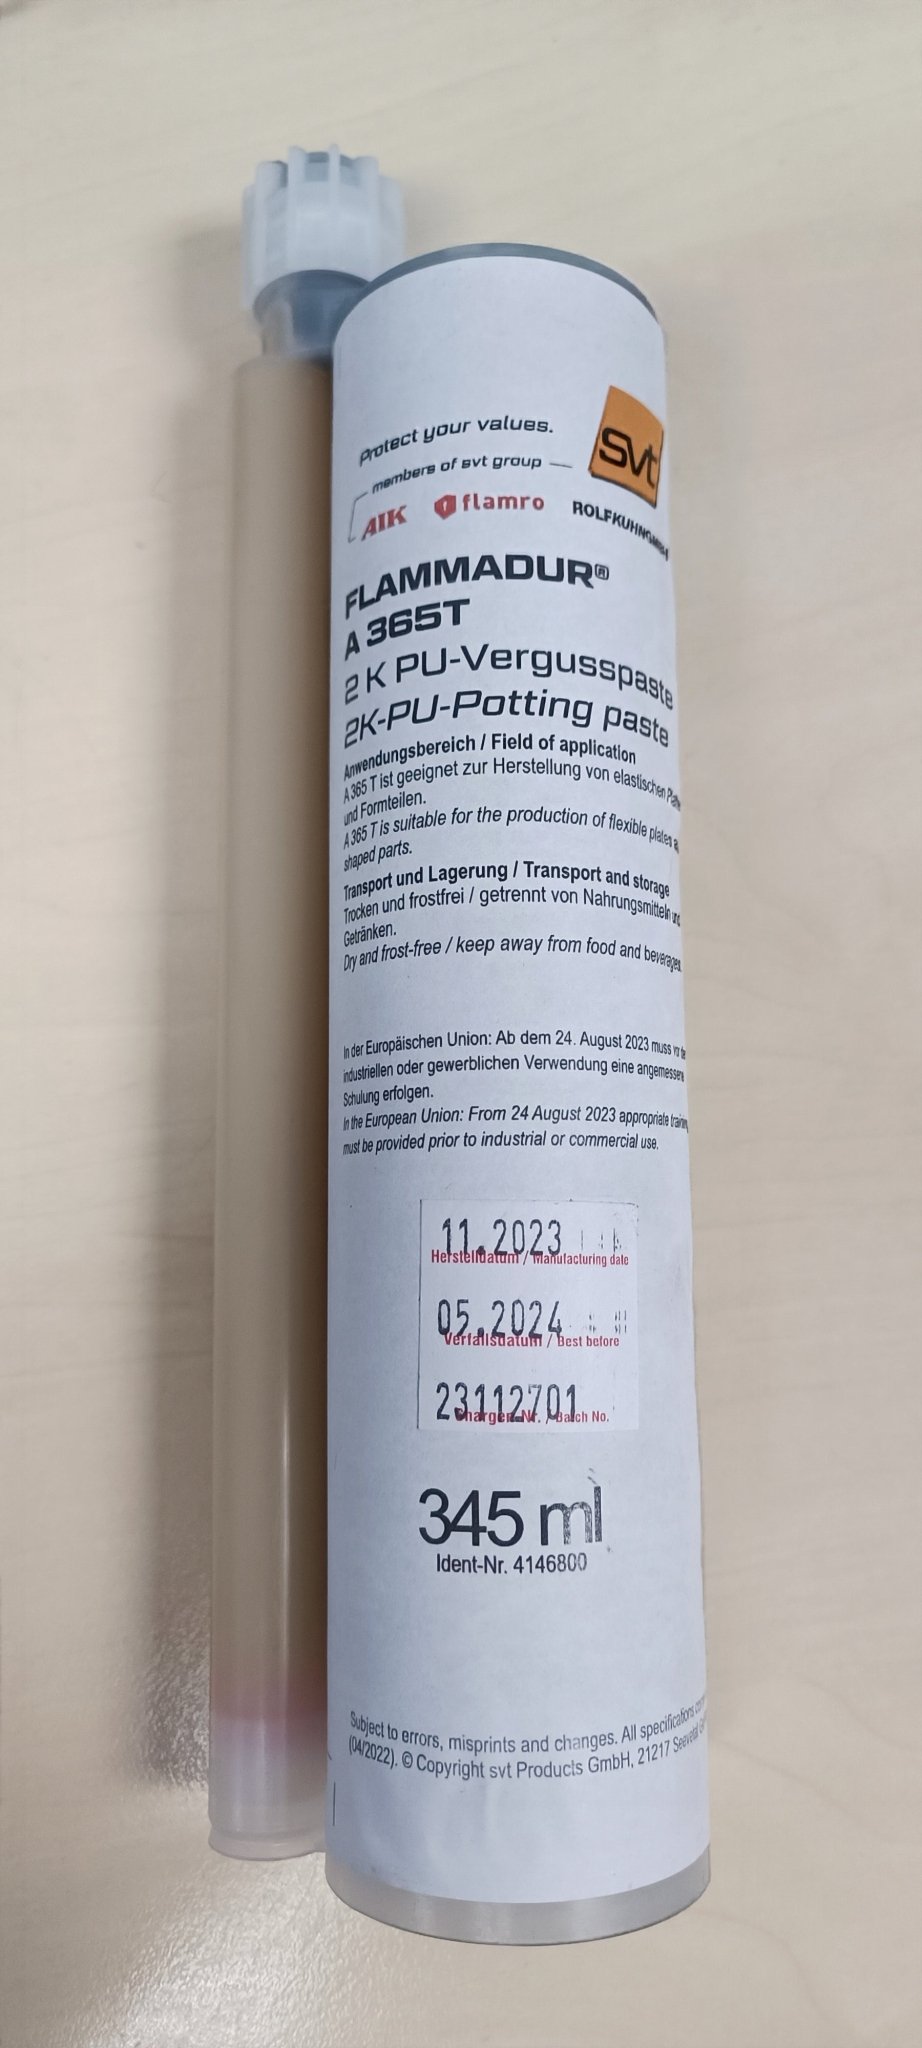 Protect your values.
members of svt group
svt
AIK flamro ROLFKUHNGMBH
FLAMMADUR®
A 365T
2 K PU-Vergusspaste
2K-PU-Potting paste
Anwendungsbereich / Field of application
A 365 T ist geeignet zur Herstellung von elastischen
und Formteilen.
A 365 T is suitable for the production of flexible plates
shaped parts.
Transport und Lagerung / Transport and storage
Trocken und frostfrei / getrennt von Nahrungsmitteln und
Getränken.
Dry and frost-free / keep away from food and beverages.
In der Europäischen Union: Ab dem 24. August 2023 muss vor der
industriellen oder gewerblichen Verwendung eine angemessene
Schulung erfolgen.
In the European Union: From 24 August 2023 appropriate training
must be provided prior to industrial or commercial use.
11.2023
Herstelldatum / Manufacturing date
05.2024
Verfallsdatum / Best before
23112701
Chargen-Nr. / Batch No.
345 ml
Ident-Nr. 4146800
Subject to errors, misprints and changes. All specifications
(04/2022). © Copyright svt Products GmbH, 21217 Seevetal